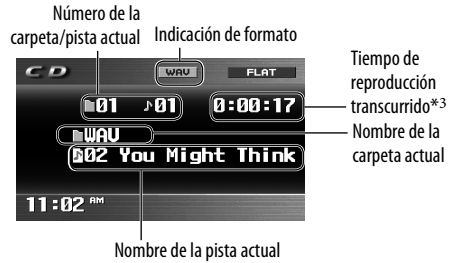 Número de la
carpeta/pista actual
Indicación de formato
CD
WAV
FLAT
01
01
0:00:17
Tiempo de
reproducción
transcurrido*3
WAV
Nombre de la
carpeta actual
02 You Might Think
11:02 AM
Nombre de la pista actual